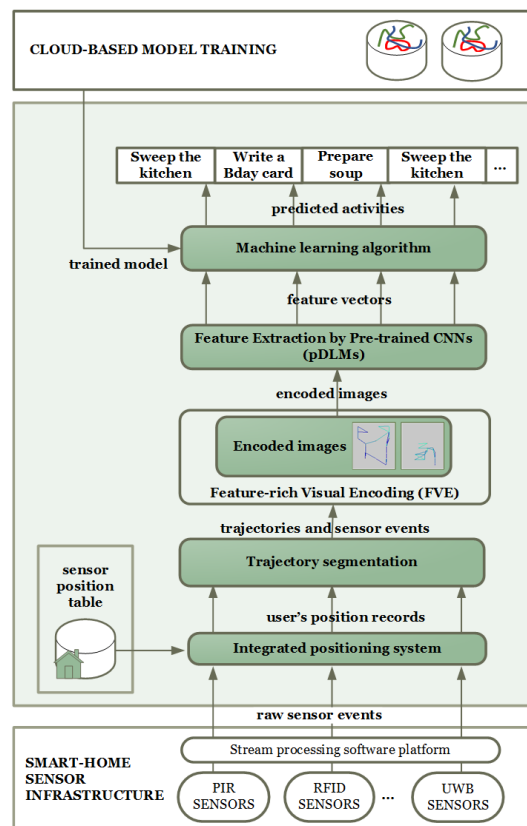 CLOUD-BASED MODEL TRAINING
Sweep the
kitchen
Write a
Bday card
Prepare
soup
Sweep the
kitchen
...
predicted activities
Machine learning algorithm
trained model
feature vectors
Feature Extraction by Pre-trained CNNs
(pDLMs)
encoded images
Encoded images
Feature-rich Visual Encoding (FVE)
trajectories and sensor events
Trajectory segmentation
sensor
position
table
user's position records
Integrated positioning system
raw sensor events
Stream processing software platform
SMART-HOME
SENSOR
INFRASTRUCTURE
PIR
SENSORS
RFID
SENSORS
...
UWB
SENSORS